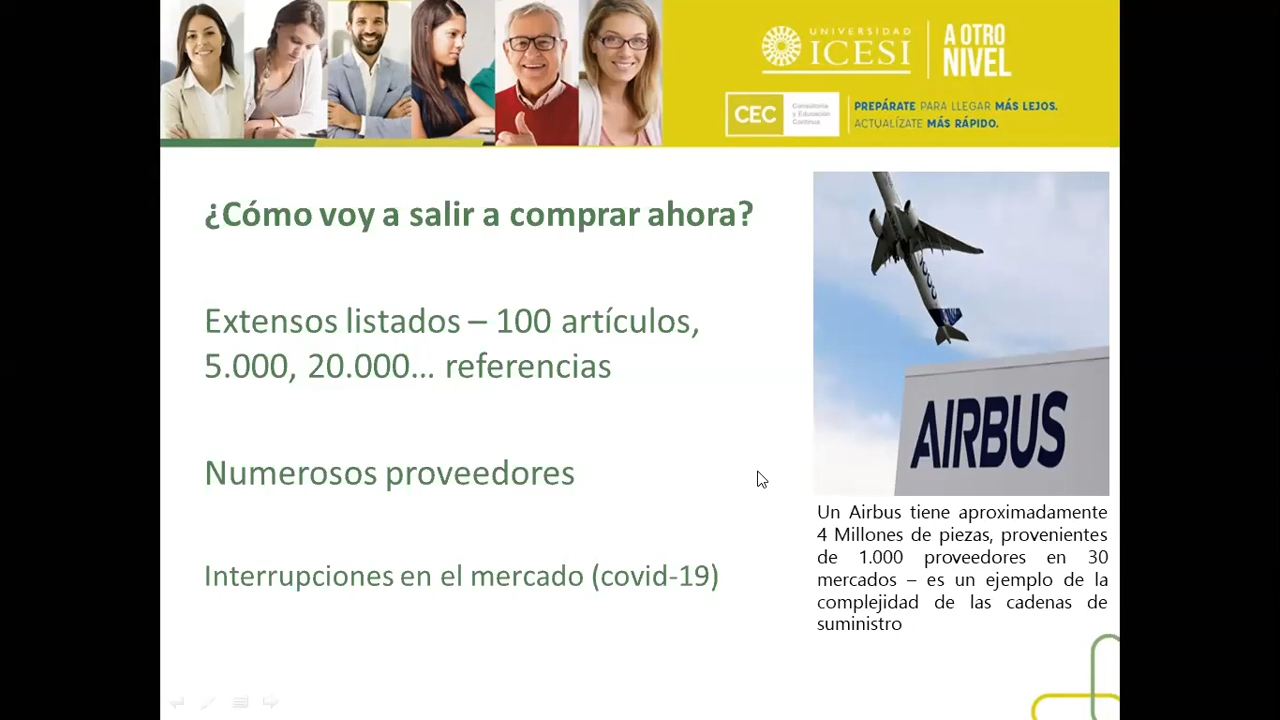 UNIVERSIDAD
ICESI
A OTRO
NIVEL
CEC
Consultoría
y Educación
Continua
PREPÁRATE PARA LLEGAR MÁS LEJOS.
ACTUALÍZATE MÁS RÁPIDO.
¿Cómo voy a salir a comprar ahora?
Extensos listados – 100 artículos,
5.000, 20.000... referencias
Numerosos proveedores
Interrupciones en el mercado (covid-19)
AIRBUS
Un Airbus tiene aproximadamente
4 Millones de piezas, provenientes
de 1.000 proveedores en 30
mercados – es un ejemplo de la
complejidad de las cadenas de
suministro